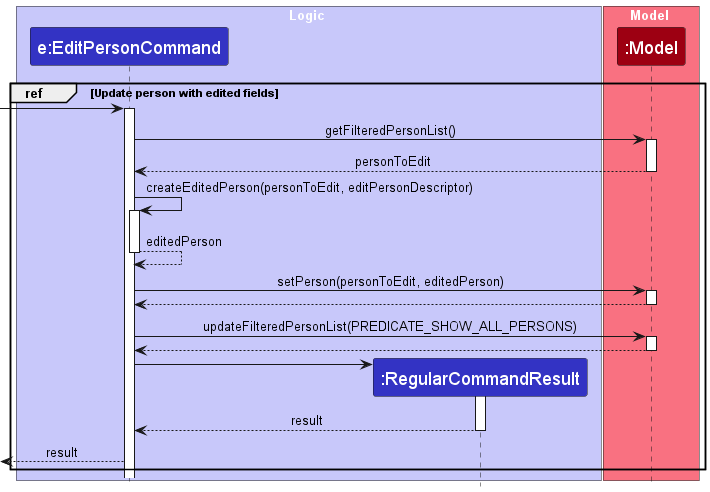 Logic
Model
e:EditPersonCommand
:Model
ref
[Update person with edited fields]
getFilteredPersonList()
personToEdit
createEditedPerson(personToEdit, editPersonDescriptor)
editedPerson
setPerson(personToEdit, editedPerson)
updateFilteredPersonList(PREDICATE_SHOW_ALL_PERSONS)
:RegularCommandResult
result
result